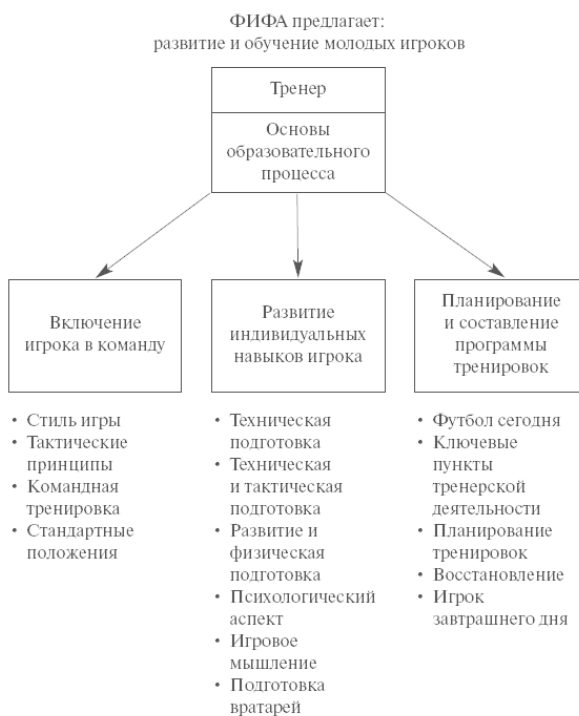 ФИФА предлагает:
развитие и обучение молодых игроков
Тренер
Основы
образовательного
процесса
Включение
игрока в команду
• Стиль игры
• Тактические
принципы
• Командная
тренировка
• Стандартные
положения
Развитие
индивидуальных
навыков игрока
• Техническая
подготовка
• Техническая
и тактическая
подготовка
• Развитие и
физическая
подготовка
• Психологический
аспект
• Игровое
мышление
• Подготовка
вратарей
Планирование
и составление
программы
тренировок
• Футбол сегодня
• Ключевые
пункты
тренерской
деятельности
• Планирование
тренировок
• Восстановление
• Игрок
завтрашнего дня